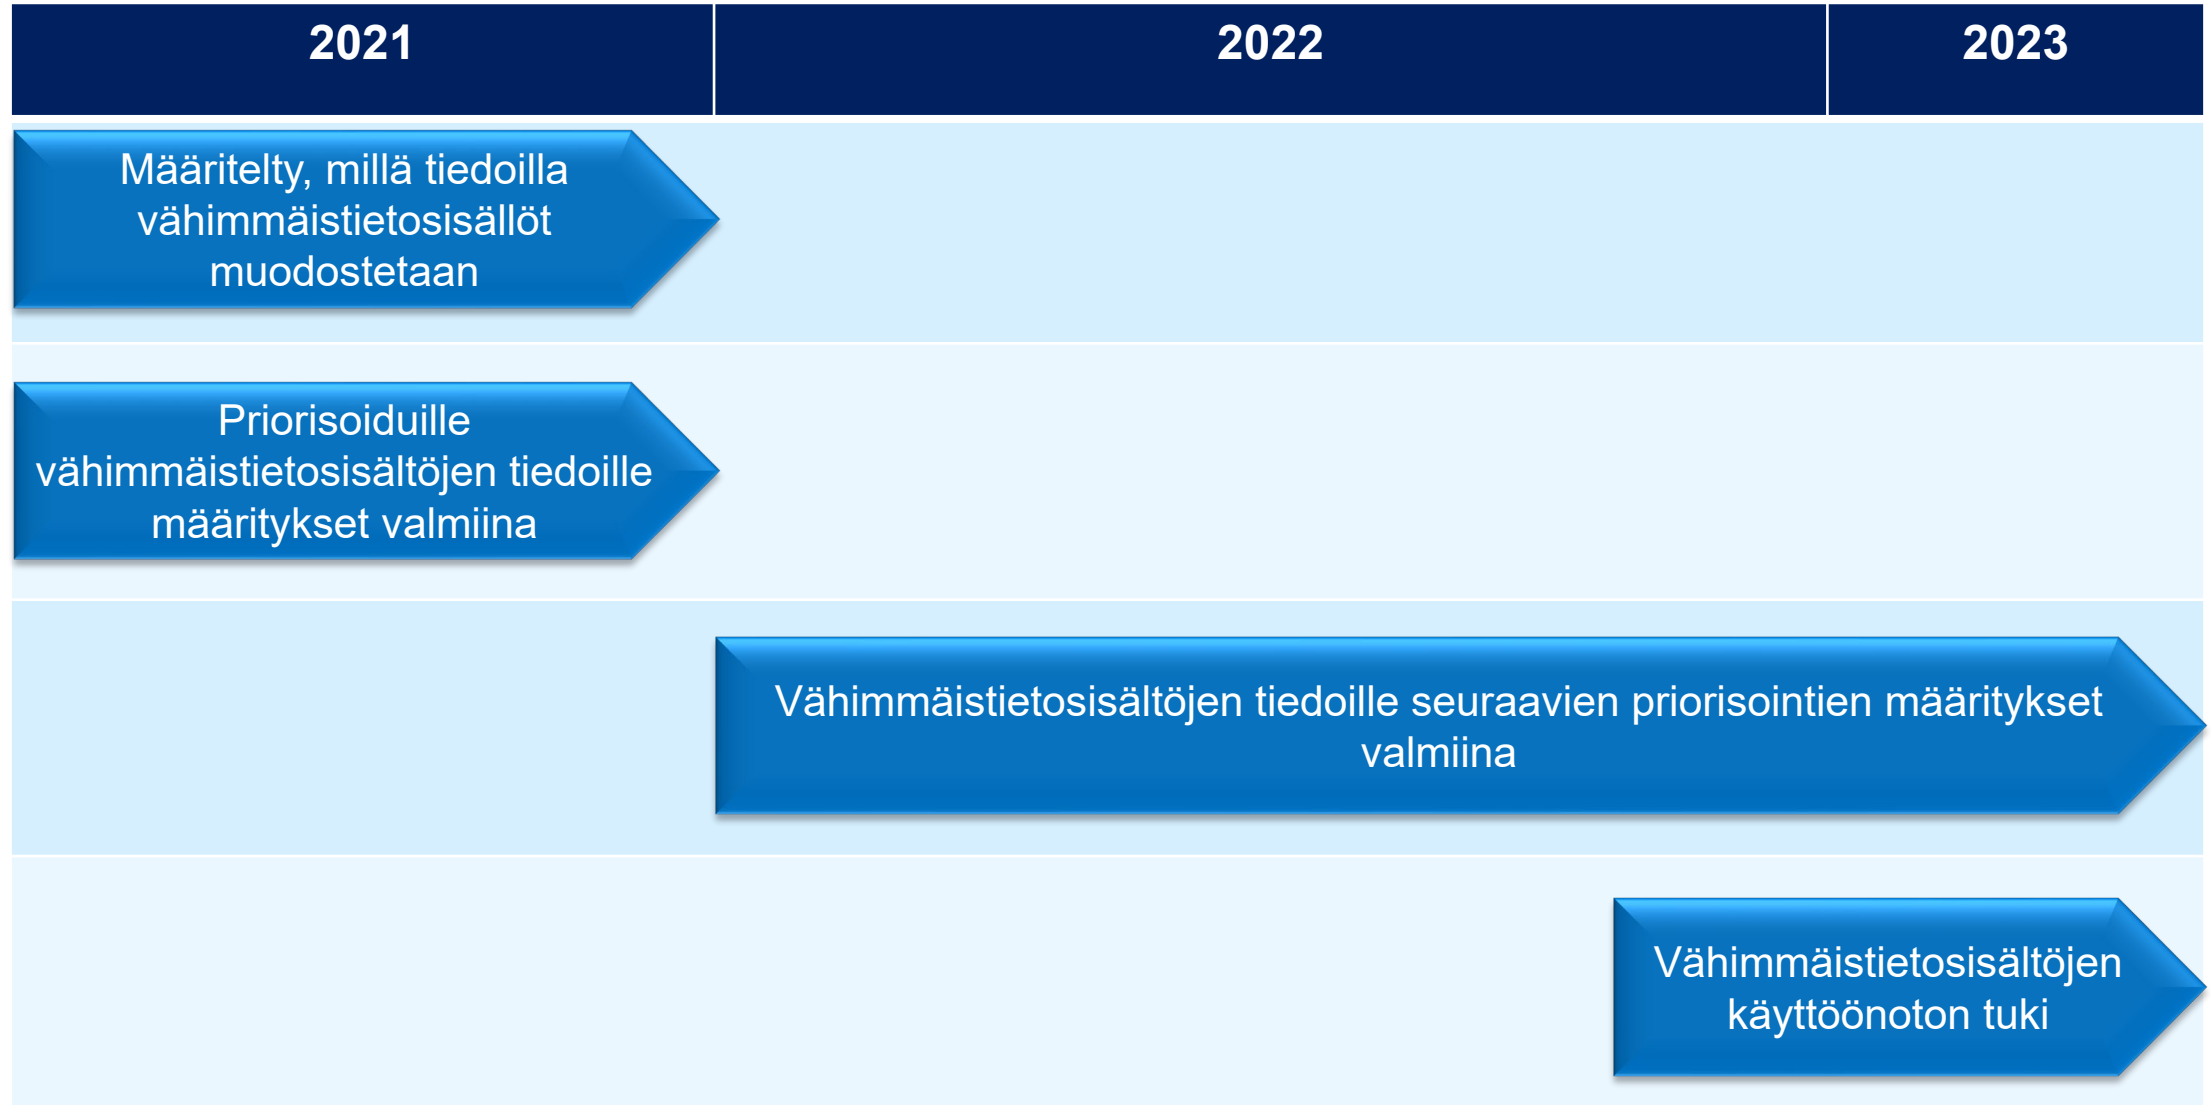 2021
2022
2023
Määritelty, millä tiedoilla
vähimmäistietosisällöt
muodostetaan
Priorisoiduille
vähimmäistietosisältöjen tiedoille
määritykset valmiina
Vähimmäistietosisältöjen tiedoille seuraavien priorisointien määritykset
valmiina
Vähimmäistietosisältöjen
käyttöönoton tuki